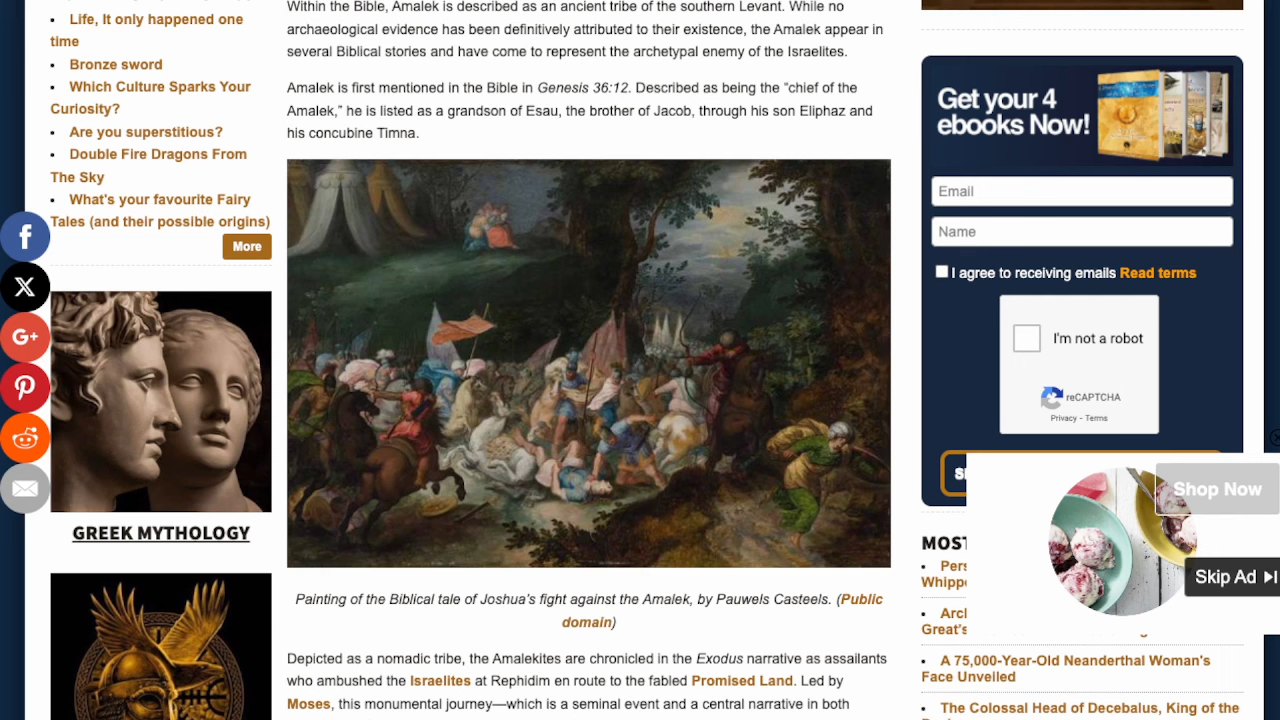 Life, It only happened one
time
Bronze sword
Which Culture Sparks Your
Curiosity?
Are you superstitious?
Double Fire Dragons From
The Sky
What's your favourite Fairy
Tales (and their possible origins)
More
GREEK MYTHOLOGY
Within the Bible, Amalek is described as an ancient tribe of the southern Levant. While no
archaeological evidence has been definitively attributed to their existence, the Amalek appear in
several Biblical stories and have come to represent the archetypal enemy of the Israelites.
Amalek is first mentioned in the Bible in Genesis 36:12. Described as being the “chief of the
Amalek,” he is listed as a grandson of Esau, the brother of Jacob, through his son Eliphaz and
his concubine Timna.
Painting of the Biblical tale of Joshua’s fight against the Amalek, by Pauwels Casteels. (Public
domain)
Depicted as a nomadic tribe, the Amalekites are chronicled in the Exodus narrative as assailants
who ambushed the Israelites at Rephidim en route to the fabled Promised Land. Led by
Moses, this monumental journey—which is a seminal event and a central narrative in both
Get your 4
ebooks Now!
Email
Name
I agree to receiving emails Read terms
I'm not a robot
reCAPTCHA
Privacy - Terms
Shop Now
Skip Ad
MOST
Great's
A 75,000-Year-Old Neanderthal Woman's
Face Unveiled
The Colossal Head of Decebalus, King of the